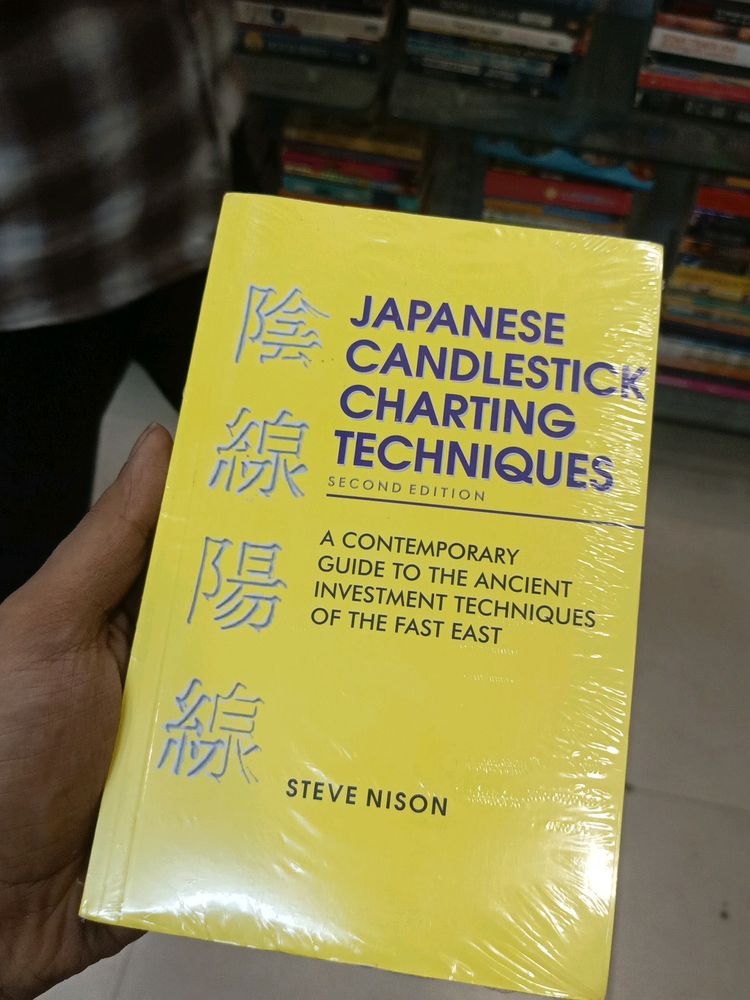 陰
線
陽
線
JAPANESE
CANDLESTICK
CHARTING
TECHNIQUES
SECOND EDITION
A CONTEMPORARY
GUIDE TO THE ANCIENT
INVESTMENT TECHNIQUES
OF THE FAST EAST
STEVE NISON